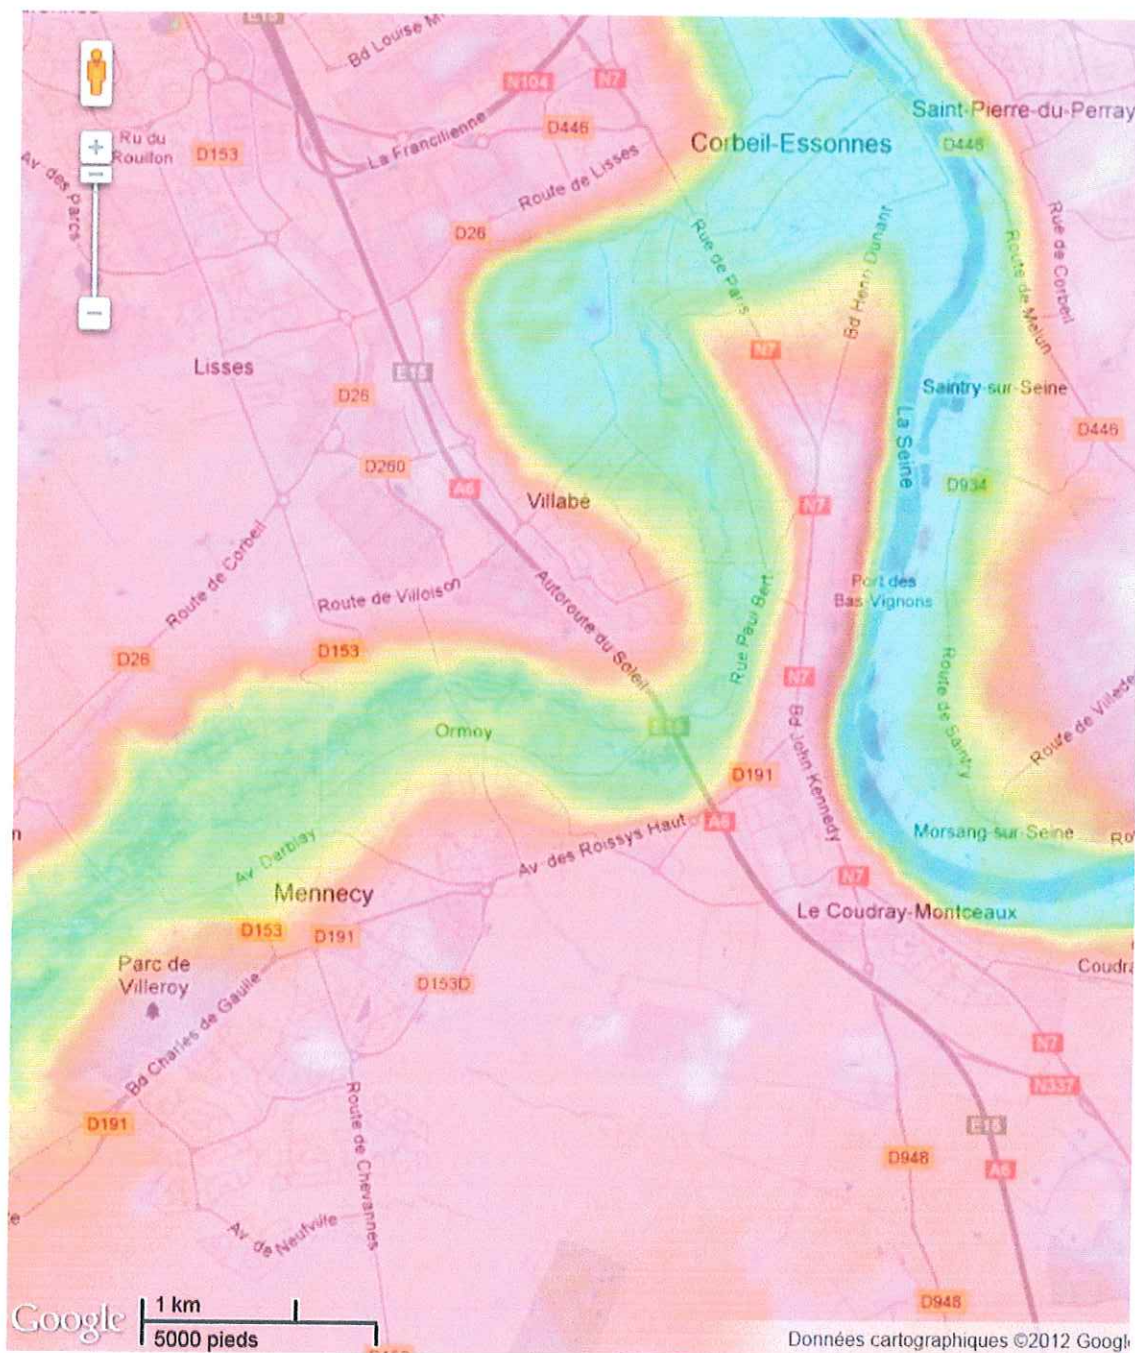 E15
Bd Louise M
N104
N7
Saint-Pierre-du-Perray
Ru du
Rouillon
D153
La Francilienne
D446
Corbeil-Essonnes
D446
Av. des Parcs
Route de Lisses
D26
Rue de Paris
Bd Henri Dunant
Route de Melun
Rue de Corbeil
N7
Lisses
E15
D26
Saintry-sur-Seine
La Seine
D446
D260
A6
Villabé
N7
D934
Route de Corbeil
Route de Villoison
Autoroute du Soleil
Rue Paul Bert
Port des
Bas-Vignons
D26
D153
N7
Route de Saintry
Route de Villede
Ormoy
E15
Bd John Kennedy
D191
n
A6
Morsang-sur-Seine
Ro
Av. Darblay
Av. des Roissys Haut
Mennecy
N7
Le Coudray-Montceaux
D153
D191
Parc de
Villeroy
D153D
Coudra
Bd Charles de Gaulle
N7
N337
D191
Route de Chevannes
E15
D948
A6
te
Av. de Neufville
D948
Google
1 km
5000 pieds
Données cartographiques ©2012 Googl